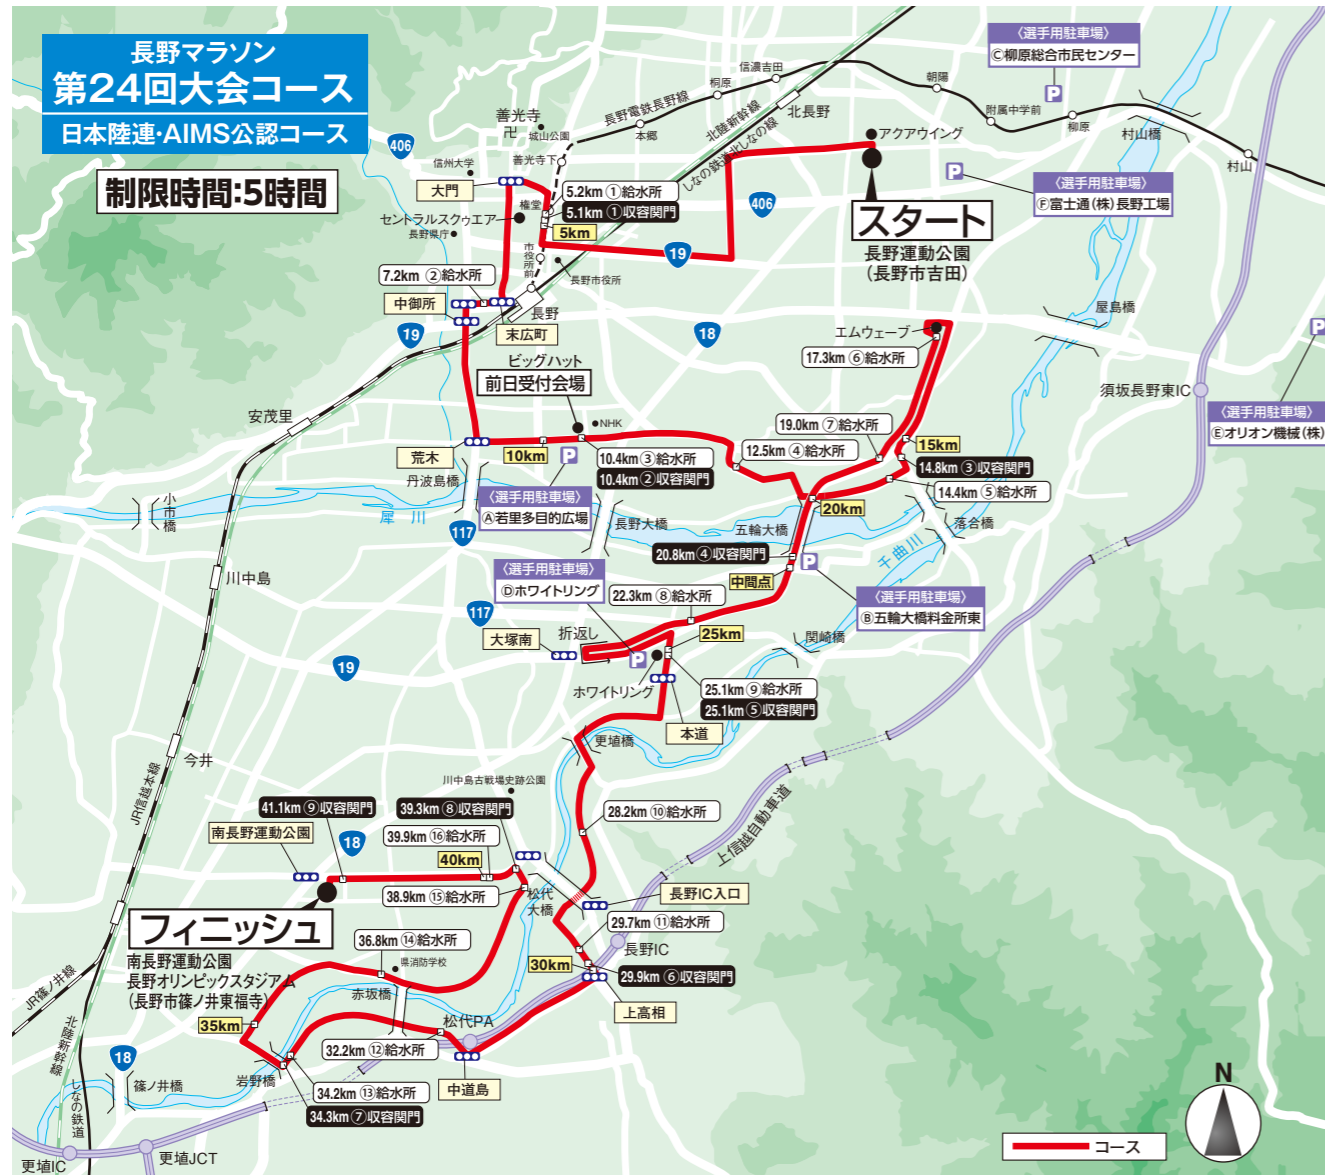 長野マラソン
第24回大会コース
日本陸連・AIMS公認コース
制限時間:5時間
〈選手用駐車場〉
Ⓒ柳原総合市民センター
P
信濃吉田
桐原
朝陽
附属中学前
柳原
村山橋
村山
長野電鉄長野線
北陸新幹線
しなの鉄道北しなの線
北長野
本郷
善光寺
卍
城山公園
善光寺下
406
信州大学
大門
権堂
セントラルスクゥエア
長野県庁
市役所前
長野市役所
アクアウイング
スタート
長野運動公園
(長野市吉田)
P
〈選手用駐車場〉
Ⓕ富士通(株)長野工場
406
5.2km ①給水所
5.1km ①収容関門
5km
19
7.2km ②給水所
中御所
19
長野
末広町
18
屋島橋
エムウェーブ
17.3km ⑥給水所
P
須坂長野東IC
〈選手用駐車場〉
Ⓔオリオン機械(株)
ビッグハット
前日受付会場
NHK
安茂里
荒木
10km
P
10.4km ③給水所
10.4km ②収容関門
12.5km ④給水所
19.0km ⑦給水所
15km
14.8km ③収容関門
14.4km ⑤給水所
20km
丹波島橋
〈選手用駐車場〉
Ⓐ若里多目的広場
小市橋
犀川
117
長野大橋
五輪大橋
落合橋
千曲川
20.8km ④収容関門
中間点
P
〈選手用駐車場〉
Ⓑ五輪大橋料金所東
川中島
〈選手用駐車場〉
Ⓓホワイトリング
22.3km ⑧給水所
117
大塚南
折返し
P
25km
関崎橋
19
ホワイトリング
25.1km ⑨給水所
25.1km ⑤収容関門
本道
更埴橋
今井
JR信越本線
川中島古戦場史跡公園
上信越自動車道
41.1km ⑨収容関門
39.3km ⑧収容関門
28.2km ⑩給水所
南長野運動公園
18
39.9km ⑯給水所
40km
38.9km ⑮給水所
松代大橋
長野IC入口
フィニッシュ
南長野運動公園
長野オリンピックスタジアム
(長野市篠ノ井東福寺)
29.7km ⑪給水所
長野IC
30km
29.9km ⑥収容関門
上高相
36.8km ⑭給水所
県消防学校
赤坂橋
JR篠ノ井線
35km
松代PA
32.2km ⑫給水所
中道島
北陸新幹線
18
岩野橋
34.2km ⑬給水所
34.3km ⑦収容関門
篠ノ井橋
しなの鉄道
更埴IC
更埴JCT
N
コース